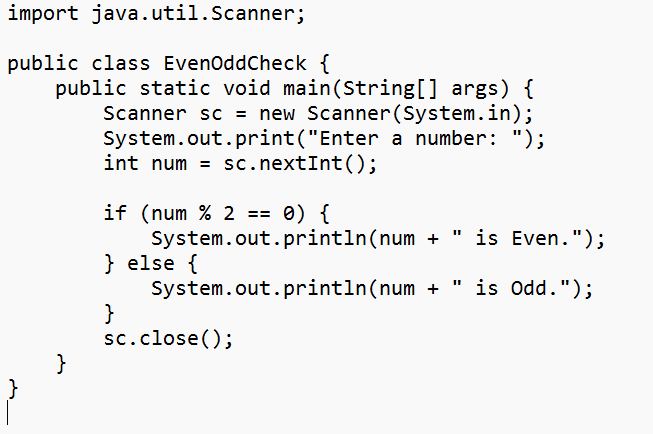 import java.util.Scanner;
public class EvenOddCheck {
    public static void main(String[] args) {
        Scanner sc = new Scanner(System.in);
        System.out.print("Enter a number: ");
        int num = sc.nextInt();
        if (num % 2 == 0) {
            System.out.println(num + " is Even.");
        } else {
            System.out.println(num + " is Odd.");
        }
        sc.close();
    }
}